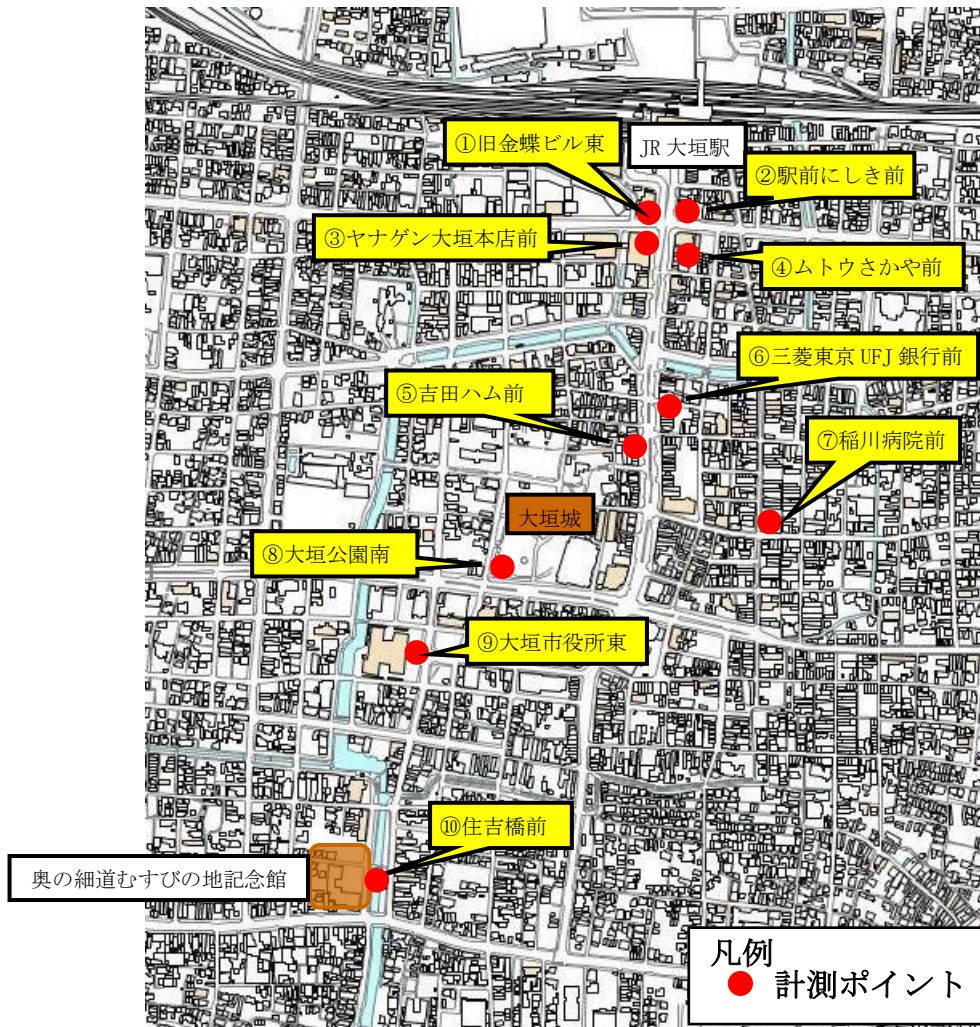 ①旧金蝶ビル東
JR 大垣駅
②駅前にしき前
③ヤナゲン大垣本店前
④ムトウさかや前
⑥三菱東京 UFJ 銀行前
⑤吉田ハム前
⑦稲川病院前
大垣城
⑧大垣公園南
⑨大垣市役所東
⑩住吉橋前
奥の細道むすびの地記念館
凡例
計測ポイント